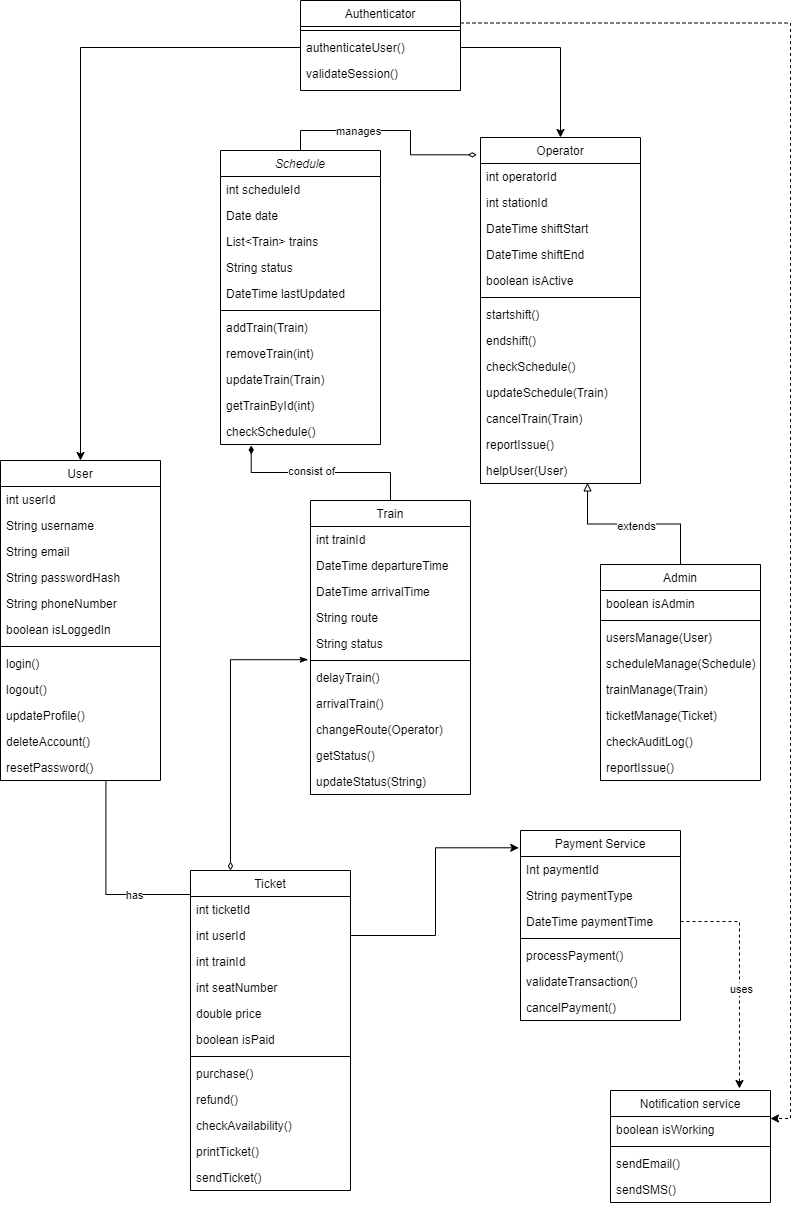 Authenticator
authenticateUser()
validateSession()
manages
Schedule
int scheduleId
Date date
List<Train> trains
String status
DateTime lastUpdated
addTrain(Train)
removeTrain(int)
updateTrain(Train)
getTrainById(int)
checkSchedule()
Operator
int operatorId
int stationId
DateTime shiftStart
DateTime shiftEnd
boolean isActive
startshift()
endshift()
checkSchedule()
updateSchedule(Train)
cancelTrain(Train)
reportIssue()
helpUser(User)
consist of
extends
User
int userId
String username
String email
String passwordHash
String phoneNumber
boolean isLoggedIn
login()
logout()
updateProfile()
deleteAccount()
resetPassword()
Train
int trainId
DateTime departureTime
DateTime arrivalTime
String route
String status
delayTrain()
arrivalTrain()
changeRoute(Operator)
getStatus()
updateStatus(String)
Admin
boolean isAdmin
usersManage(User)
scheduleManage(Schedule)
trainManage(Train)
ticketManage(Ticket)
checkAuditLog()
reportIssue()
has
Ticket
int ticketId
int userId
int trainId
int seatNumber
double price
boolean isPaid
purchase()
refund()
checkAvailability()
printTicket()
sendTicket()
Payment Service
Int paymentId
String paymentType
DateTime paymentTime
processPayment()
validateTransaction()
cancelPayment()
uses
Notification service
boolean isWorking
sendEmail()
sendSMS()